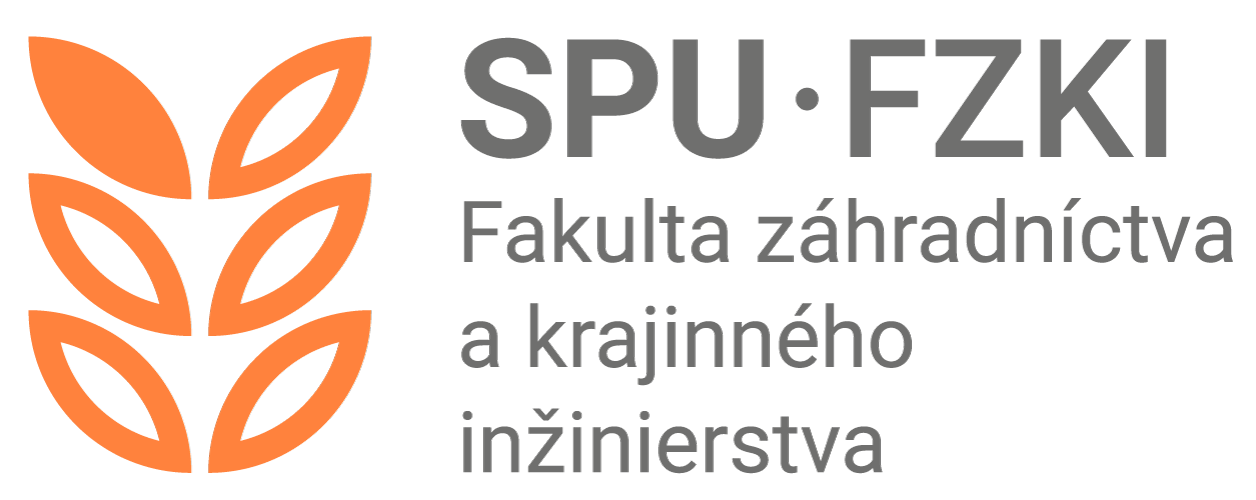 SPU·FZKI
Fakulta záhradníctva
a krajinného
inžinierstva